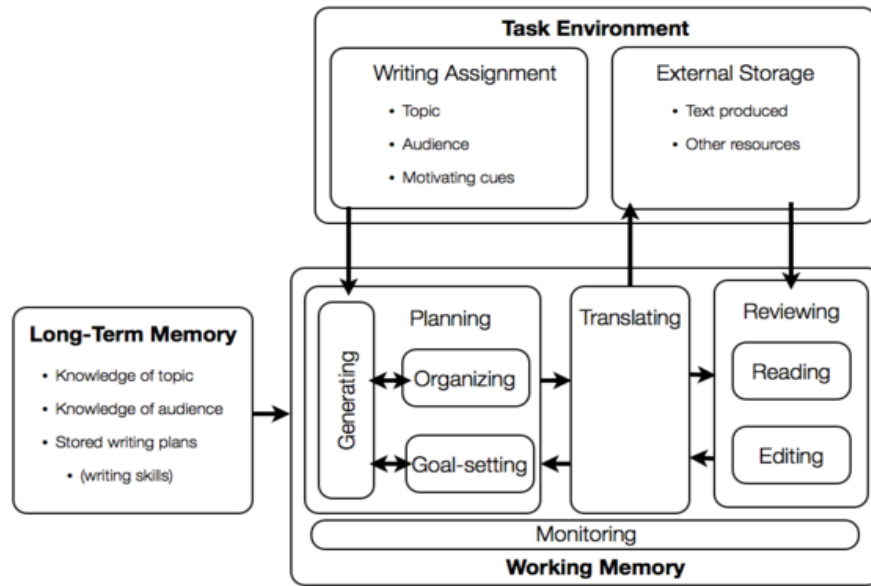 Task Environment
Writing Assignment
• Topic
• Audience
• Motivating cues
External Storage
• Text produced
• Other resources
Long-Term Memory
• Knowledge of topic
• Knowledge of audience
• Stored writing plans
• (writing skills)
Planning
Generating
Organizing
Goal-setting
Translating
Reviewing
Reading
Editing
Monitoring
Working Memory